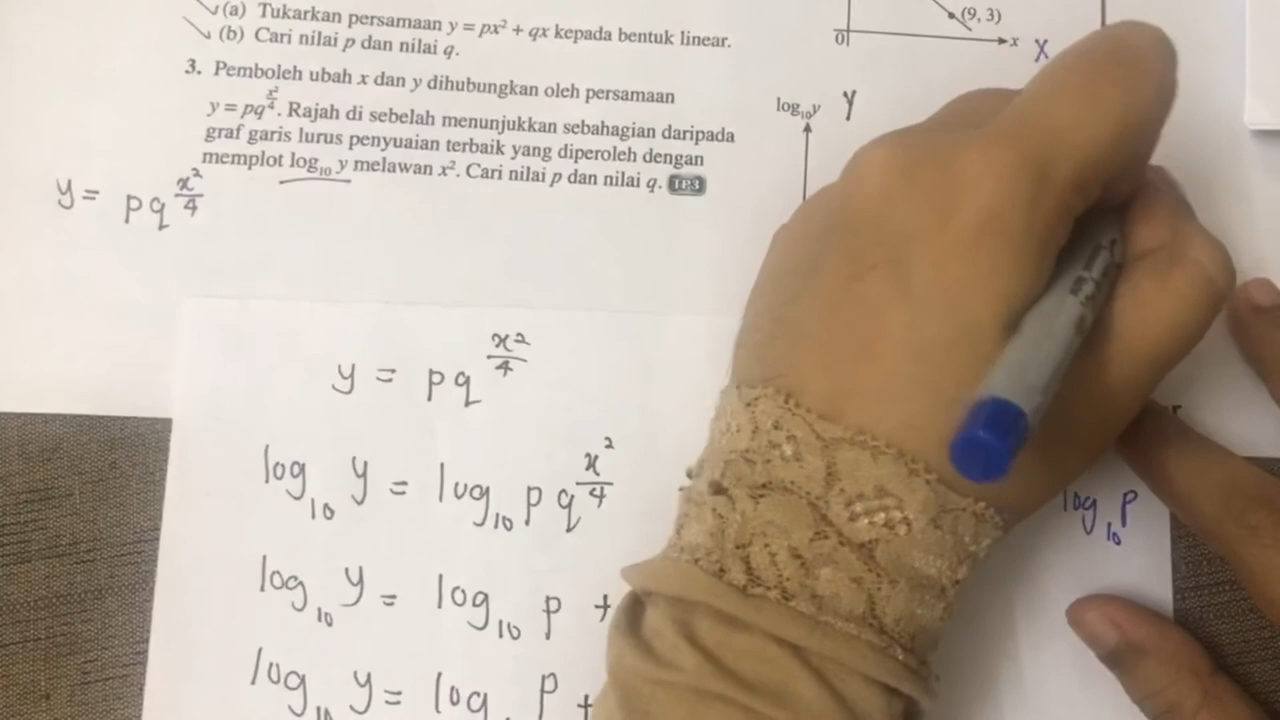 (a) Tukarkan persamaan y = px² + qx kepada bentuk linear.
(b) Cari nilai p dan nilai q.
3. Pemboleh ubah x dan y dihubungkan oleh persamaan
y = pq^(x²/4). Rajah di sebelah menunjukkan sebahagian daripada
graf garis lurus penyuaian terbaik yang diperoleh dengan
memplot log₁₀ y melawan x². Cari nilai p dan nilai q. TP3
(9, 3)
0 x X
log₁₀y Y
y = pq^(x²/4)
y = pq^(x²/4)
log₁₀ y = log₁₀ pq^(x²/4)
log₁₀ y = log₁₀ p +
log₁₀ y = log p +
log₁₀ p